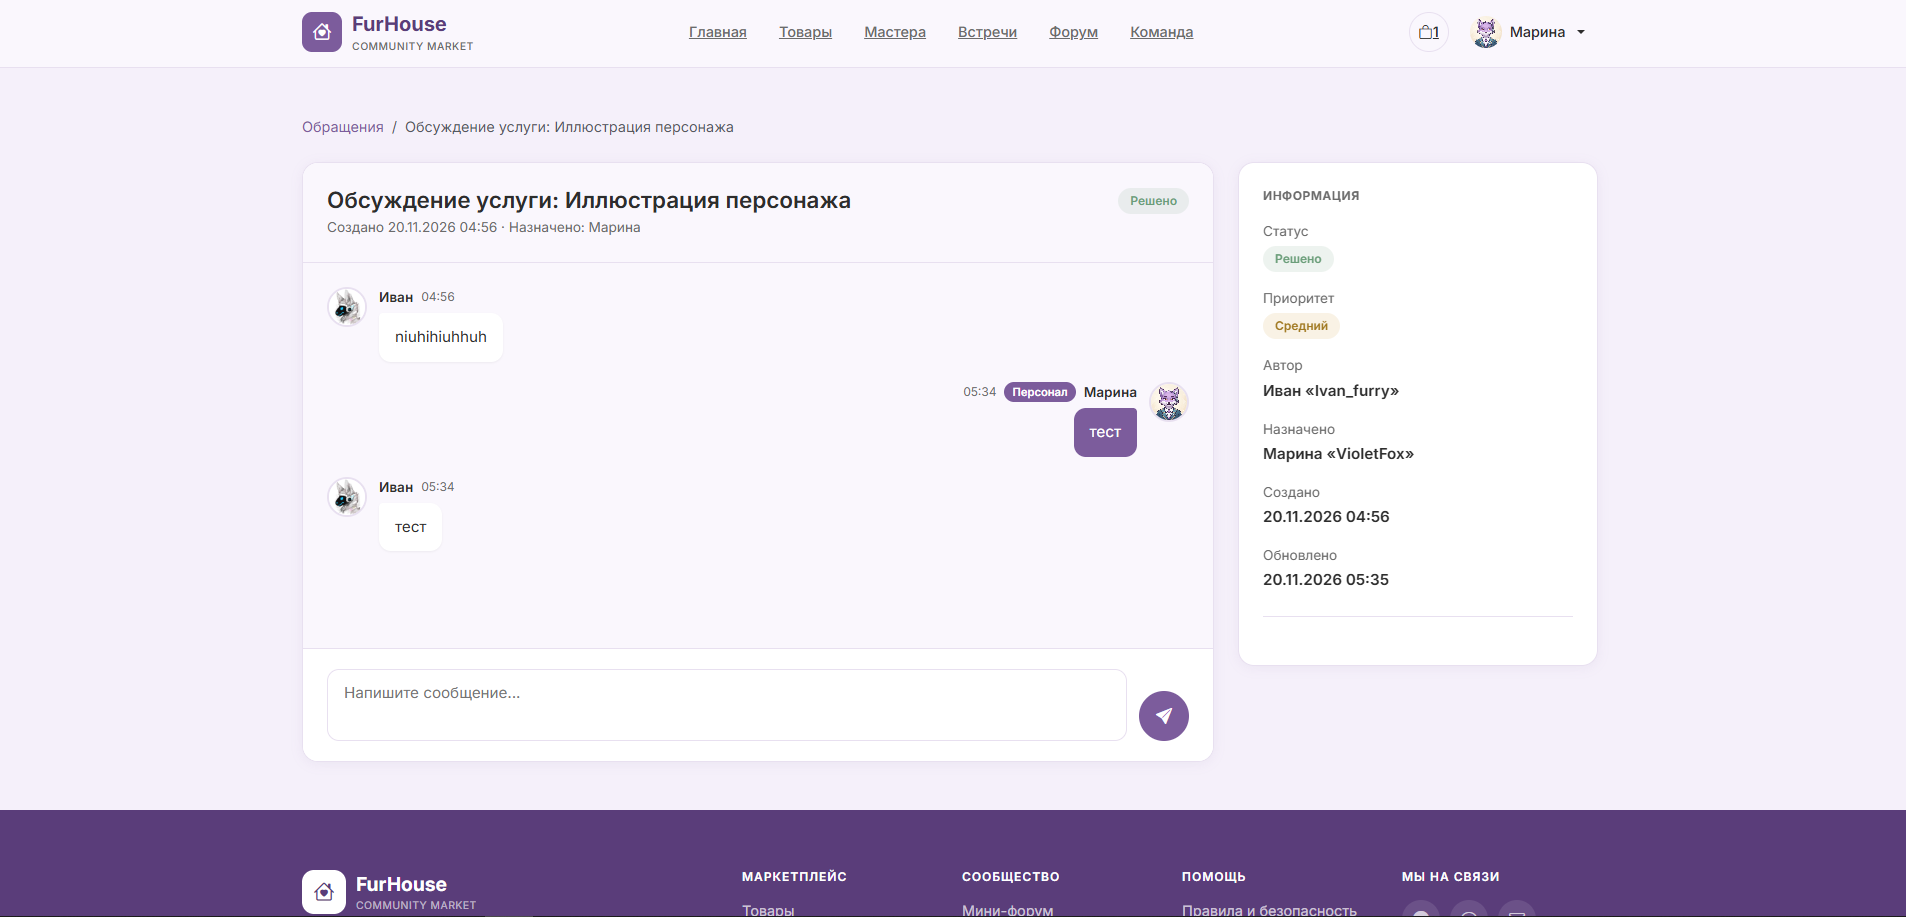 FurHouse
COMMUNITY MARKET
Главная Товары Мастера Встречи Форум Команда
1 Марина
Обращения / Обсуждение услуги: Иллюстрация персонажа
Обсуждение услуги: Иллюстрация персонажа
Решено
Создано 20.11.2026 04:56 · Назначено: Марина
Иван 04:56
niuhihiuhhuh
05:34 Персонал Марина
тест
Иван 05:34
тест
Напишите сообщение...
ИНФОРМАЦИЯ
Статус
Решено
Приоритет
Средний
Автор
Иван «Ivan_furry»
Назначено
Марина «VioletFox»
Создано
20.11.2026 04:56
Обновлено
20.11.2026 05:35
FurHouse
COMMUNITY MARKET
МАРКЕТПЛЕЙС
Товары
СООБЩЕСТВО
Мини-форум
ПОМОЩЬ
Правила и безопасность
МЫ НА СВЯЗИ